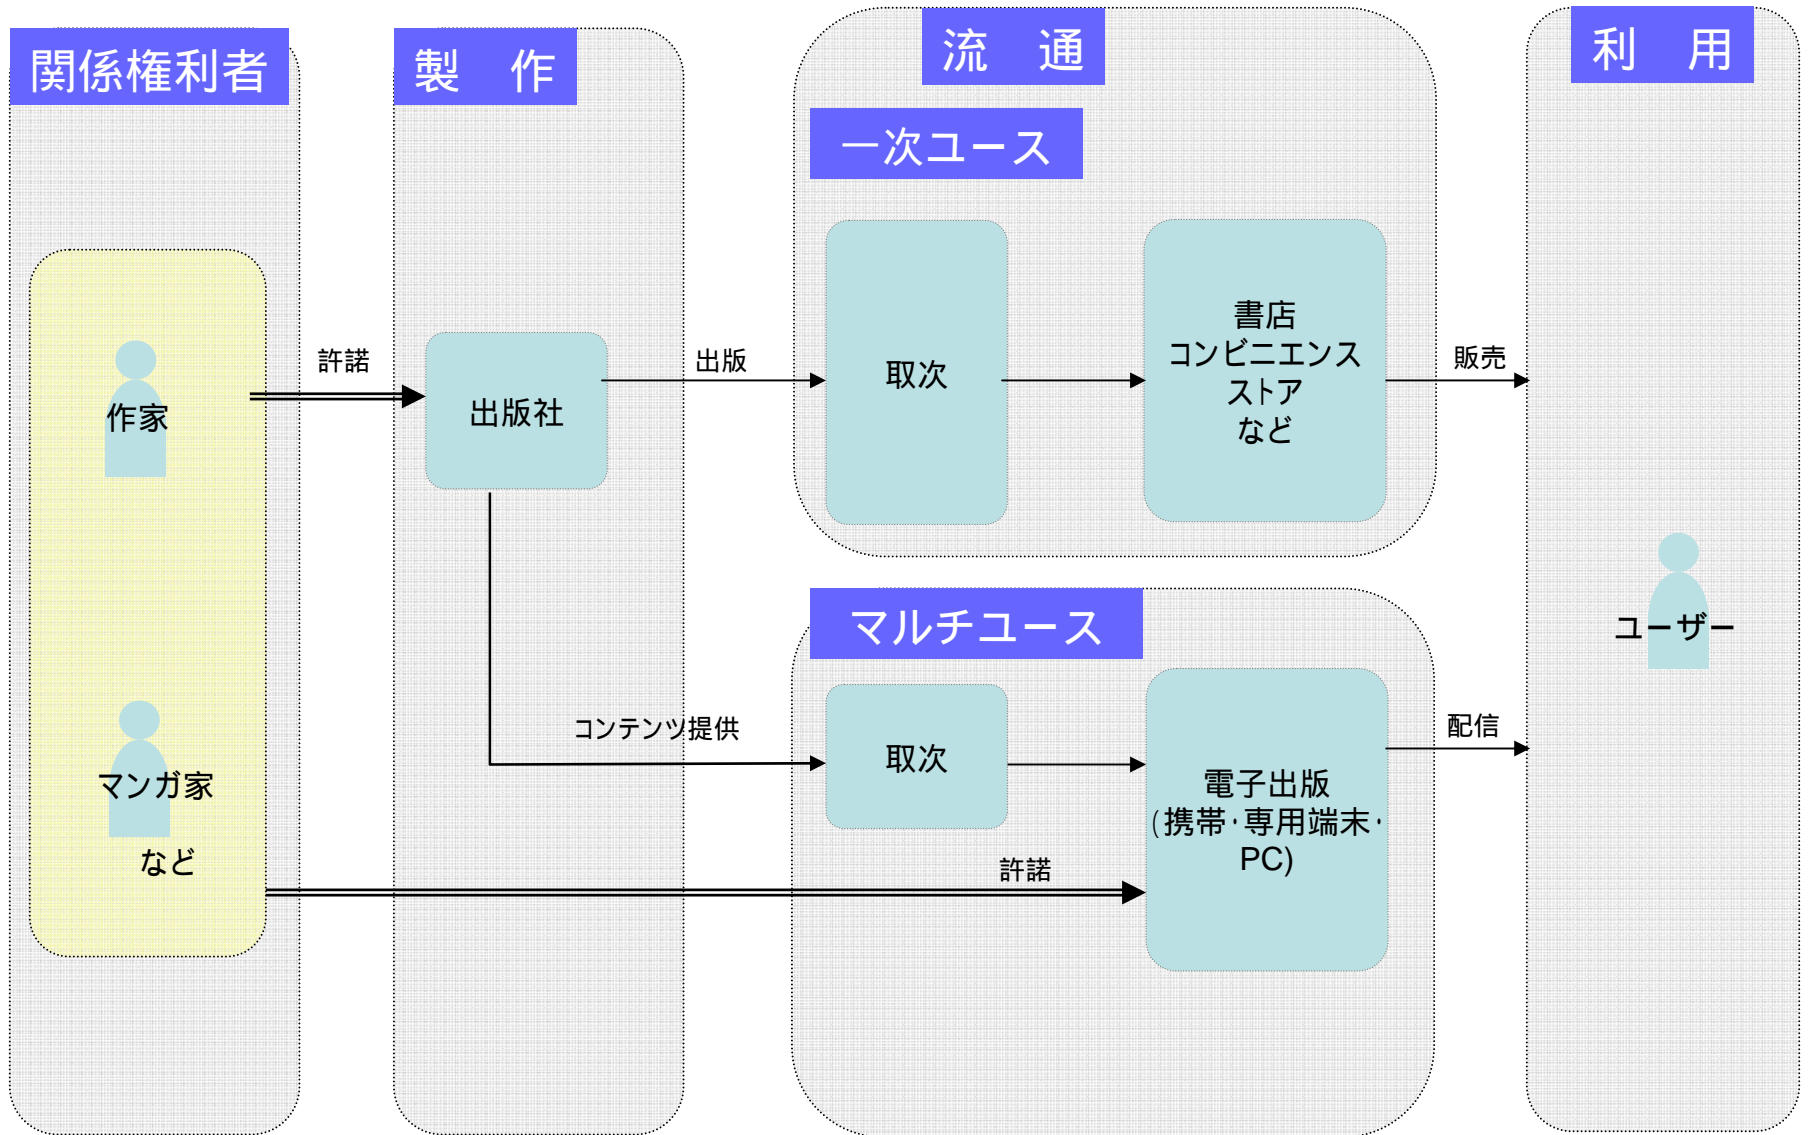 関係権利者
製　作
流　通
利　用
一次ユース
作家
許諾
出版社
出版
取次
書店
コンビニエンス
ストア
など
販売
ユーザー
マルチユース
マンガ家
など
コンテンツ提供
取次
電子出版
(携帯・専用端末・
PC)
配信
許諾